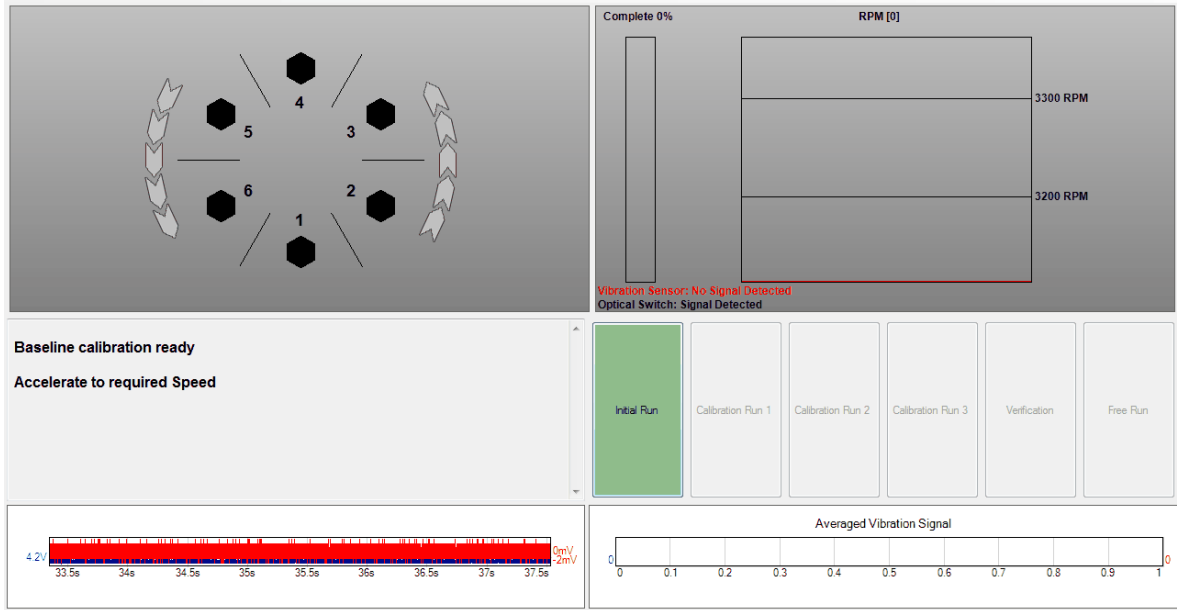 4
5
3
6
2
1
Complete 0%
RPM [0]
3300 RPM
3200 RPM
Vibration Sensor: No Signal Detected
Optical Switch: Signal Detected
Baseline calibration ready
Accelerate to required Speed
Initial Run
Calibration Run 1
Calibration Run 2
Calibration Run 3
Verification
Free Run
4.2V
0mV
-2mV
33.5s 34s 34.5s 35s 35.5s 36s 36.5s 37s 37.5s
Averaged Vibration Signal
0
0
0 0.1 0.2 0.3 0.4 0.5 0.6 0.7 0.8 0.9 1